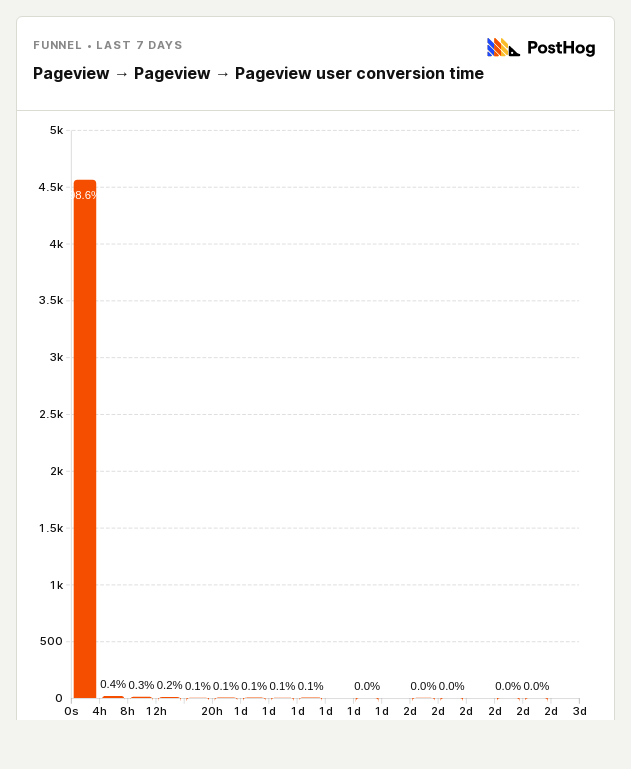 FUNNEL • LAST 7 DAYS
PostHog
Pageview → Pageview → Pageview user conversion time
5k
4.5k
4k
3.5k
3k
2.5k
2k
1.5k
1k
500
0
0.4% 0.3% 0.2% 0.1% 0.1% 0.1% 0.1% 0.1% 0.0% 0.0% 0.0% 0.0% 0.0%
0s 4h 8h 12h 20h 1d 1d 1d 1d 1d 1d 2d 2d 2d 2d 2d 2d 3d